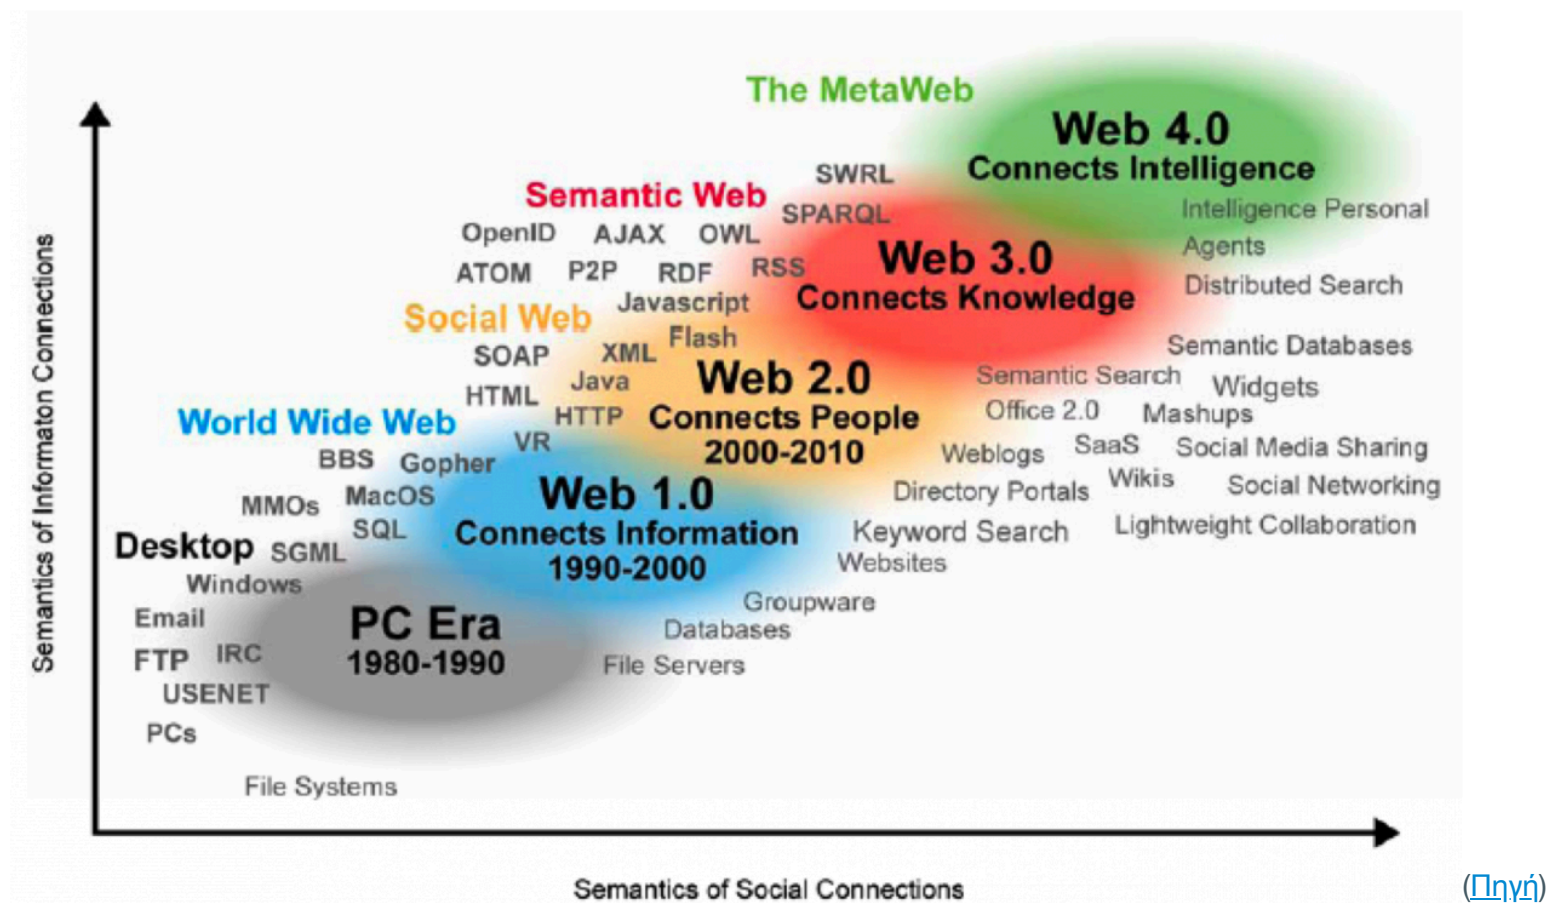 The MetaWeb
Web 4.0
Connects Intelligence
SWRL
Semantic Web
SPARQL
Intelligence Personal
OpenID AJAX OWL
Agents
Web 3.0
ATOM P2P RDF RSS
Distributed Search
Connects Knowledge
Javascript
Social Web
Flash
Semantic Databases
SOAP XML
Web 2.0
Semantic Search
Java
Widgets
HTML
Office 2.0 Mashups
HTTP
Connects People
World Wide Web
VR
2000-2010
Weblogs SaaS Social Media Sharing
BBS Gopher
Wikis
Social Networking
Directory Portals
MMOs MacOS
Web 1.0
SQL
Connects Information
Keyword Search
Lightweight Collaboration
Desktop SGML
1990-2000
Websites
Windows
Groupware
Email
PC Era
Databases
FTP IRC
1980-1990
File Servers
USENET
PCs
File Systems
Semantics of Informaton Connections
Semantics of Social Connections
(Πηγή)